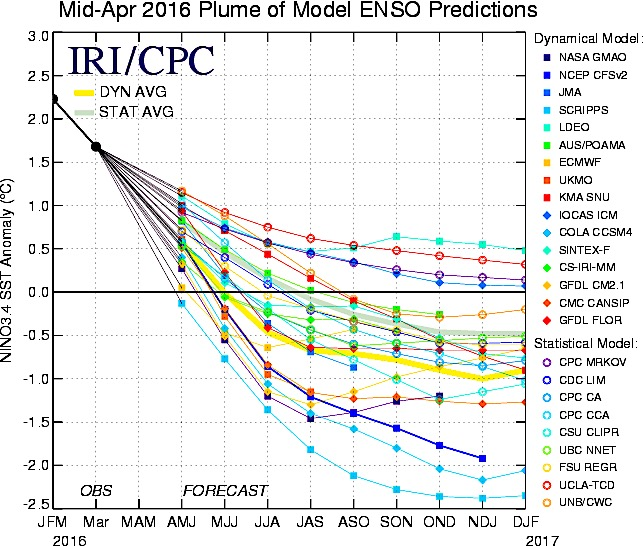 Mid-Apr 2016 Plume of Model ENSO Predictions
IRI/CPC
DYN AVG
STAT AVG
NINO3.4 SST Anomaly (°C)
3.0
2.5
2.0
1.5
1.0
0.5
0.0
-0.5
-1.0
-1.5
-2.0
-2.5
OBS
FORECAST
JFM Mar MAM AMJ MJJ JJA JAS ASO SON OND NDJ DJF
2016
2017
Dynamical Model:
NASA GMAO
NCEP CFSv2
JMA
SCRIPPS
LDEO
AUS/POAMA
ECMWF
UKMO
KMA SNU
IOCAS ICM
COLA CCSM4
SINTEX-F
CS-IRI-MM
GFDL CM2.1
CMC CANSIP
GFDL FLOR
Statistical Model:
CPC MRKOV
CDC LIM
CPC CA
CPC CCA
CSU CLIPR
UBC NNET
FSU REGR
UCLA-TCD
UNB/CWC